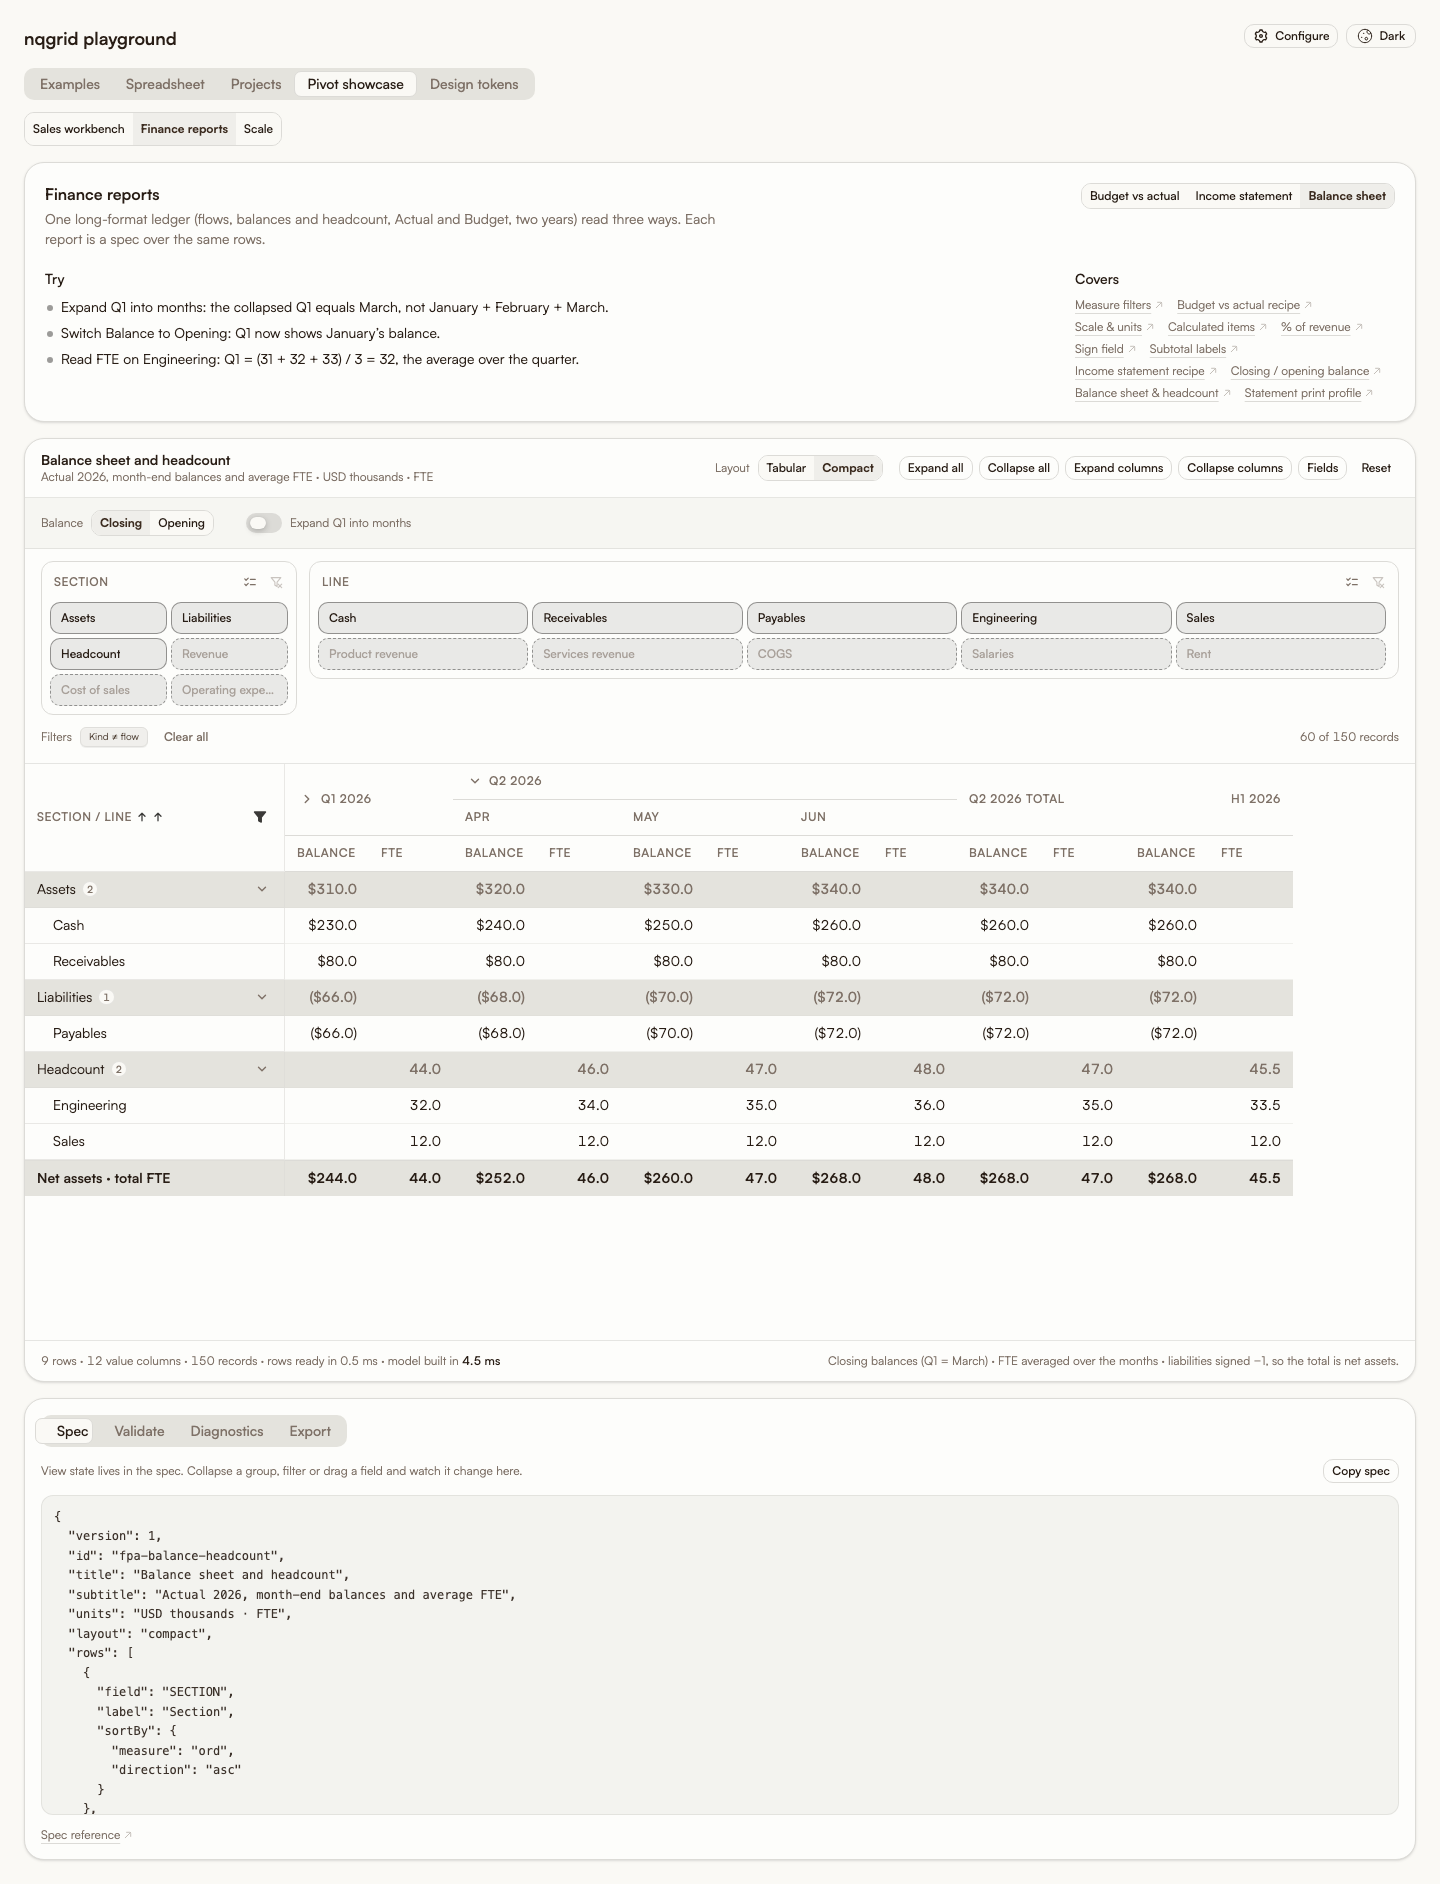 nqgrid playground
Configure
Dark
Examples Spreadsheet Projects Pivot showcase Design tokens
Sales workbench Finance reports Scale
Finance reports
Budget vs actual Income statement Balance sheet
One long-format ledger (flows, balances and headcount, Actual and Budget, two years) read three ways. Each
report is a spec over the same rows.
Try
Expand Q1 into months: the collapsed Q1 equals March, not January + February + March.
Switch Balance to Opening: Q1 now shows January's balance.
Read FTE on Engineering: Q1 = (31 + 32 + 33) / 3 = 32, the average over the quarter.
Covers
Measure filters ↗ Budget vs actual recipe ↗
Scale & units ↗ Calculated items ↗ % of revenue ↗
Sign field ↗ Subtotal labels ↗
Income statement recipe ↗ Closing / opening balance ↗
Balance sheet & headcount ↗ Statement print profile ↗
Balance sheet and headcount
Actual 2026, month-end balances and average FTE · USD thousands · FTE
Layout Tabular Compact Expand all Collapse all Expand columns Collapse columns Fields Reset
Balance Closing Opening Expand Q1 into months
SECTION
Assets Liabilities
Headcount Revenue
Cost of sales Operating expe...
LINE
Cash Receivables Payables Engineering Sales
Product revenue Services revenue COGS Salaries Rent
Filters Kind ≠ flow Clear all 60 of 150 records
SECTION / LINE ↑ ↑
Q1 2026 Q2 2026 Q2 2026 TOTAL H1 2026
APR MAY JUN
BALANCE FTE BALANCE FTE BALANCE FTE BALANCE FTE BALANCE FTE BALANCE FTE
Assets 2 $310.0 $320.0 $330.0 $340.0 $340.0 $340.0
Cash $230.0 $240.0 $250.0 $260.0 $260.0 $260.0
Receivables $80.0 $80.0 $80.0 $80.0 $80.0 $80.0
Liabilities 1 ($66.0) ($68.0) ($70.0) ($72.0) ($72.0) ($72.0)
Payables ($66.0) ($68.0) ($70.0) ($72.0) ($72.0) ($72.0)
Headcount 2 44.0 46.0 47.0 48.0 47.0 45.5
Engineering 32.0 34.0 35.0 36.0 35.0 33.5
Sales 12.0 12.0 12.0 12.0 12.0 12.0
Net assets · total FTE $244.0 44.0 $252.0 46.0 $260.0 47.0 $268.0 48.0 $268.0 47.0 $268.0 45.5
9 rows · 12 value columns · 150 records · rows ready in 0.5 ms · model built in 4.5 ms
Closing balances (Q1 = March) · FTE averaged over the months · liabilities signed −1, so the total is net assets.
Spec Validate Diagnostics Export
View state lives in the spec. Collapse a group, filter or drag a field and watch it change here.
Copy spec
{
"version": 1,
"id": "fpa-balance-headcount",
"title": "Balance sheet and headcount",
"subtitle": "Actual 2026, month-end balances and average FTE",
"units": "USD thousands · FTE",
"layout": "compact",
"rows": [
{
"field": "SECTION",
"label": "Section",
"sortBy": {
"measure": "ord",
"direction": "asc"
}
},
Spec reference ↗